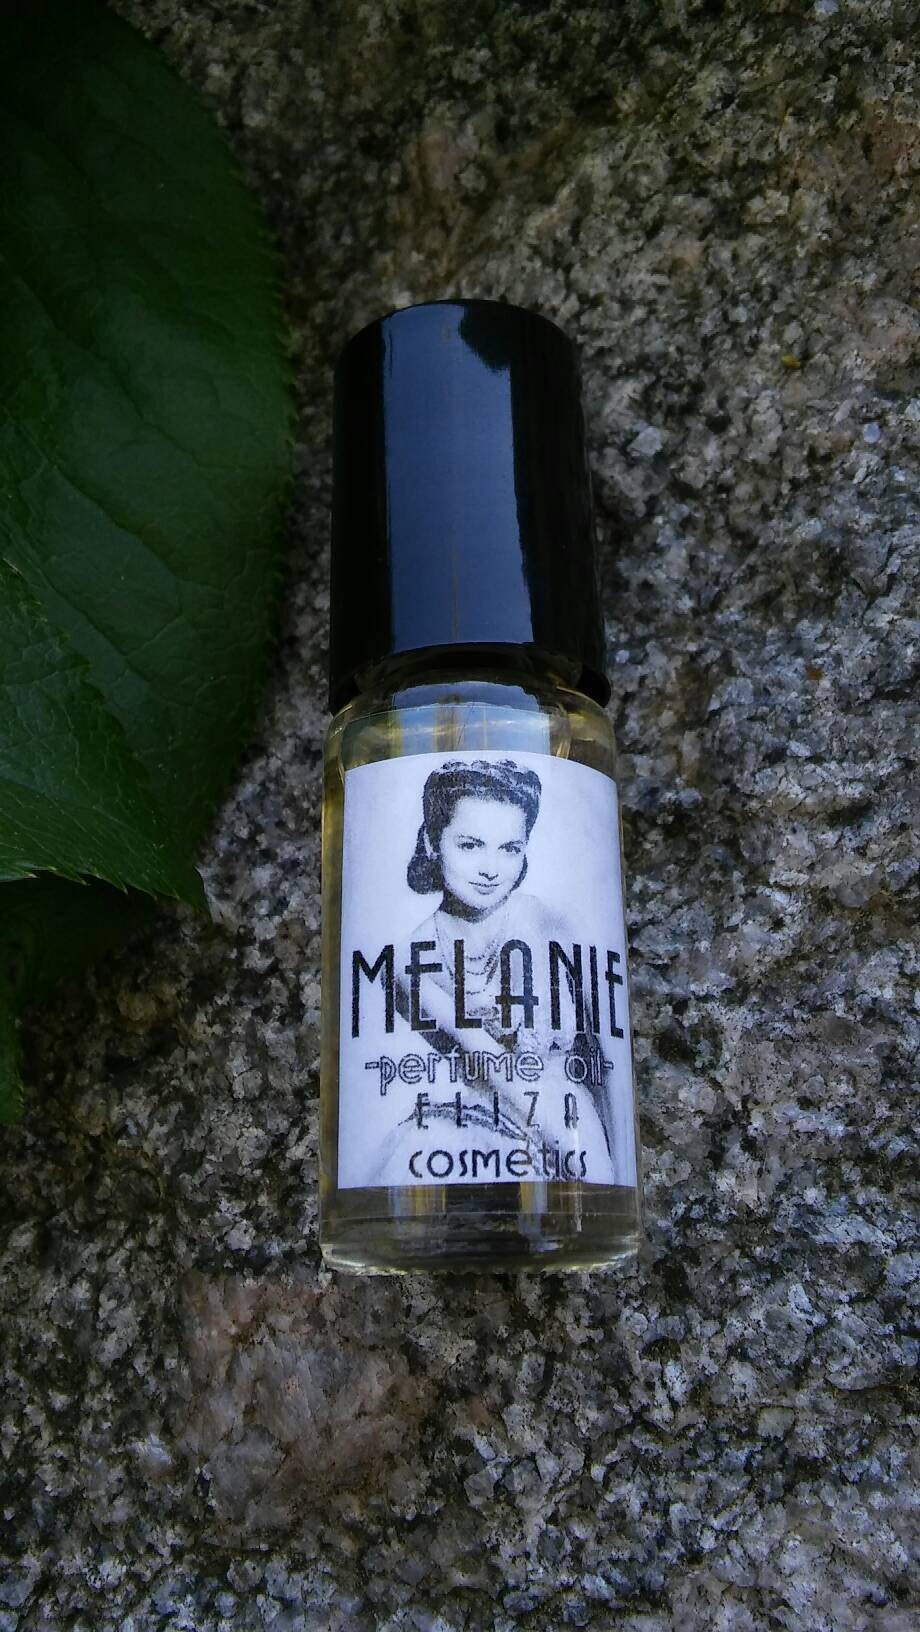 MELANIE
-perfume oil-
ELIZA
cosmetics